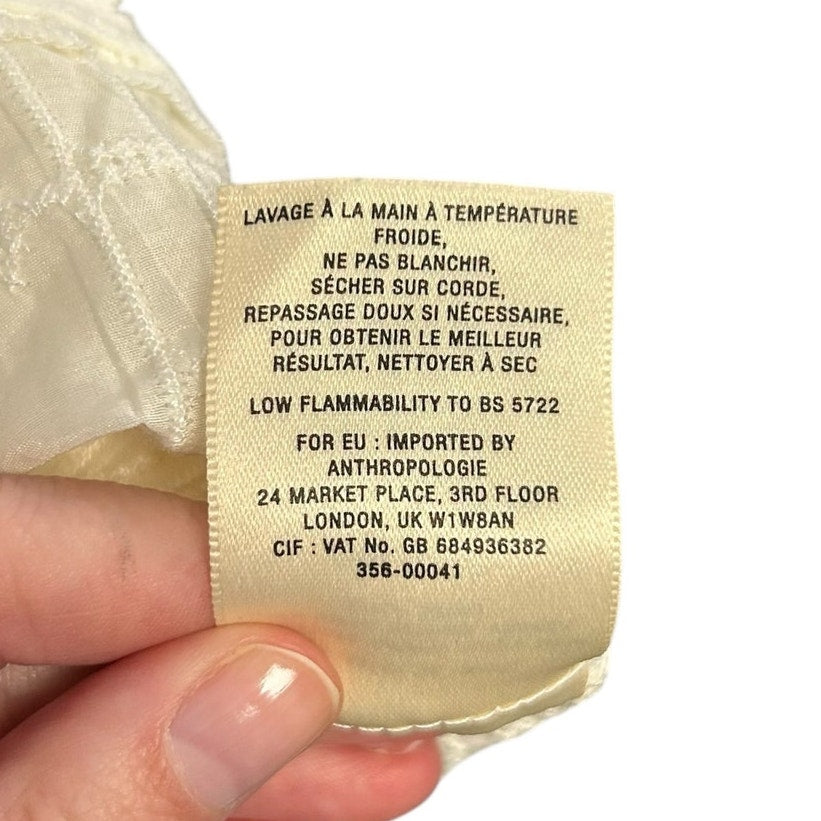 LAVAGE À LA MAIN À TEMPÉRATURE
FROIDE,
NE PAS BLANCHIR,
SÉCHER SUR CORDE,
REPASSAGE DOUX SI NÉCESSAIRE,
POUR OBTENIR LE MEILLEUR
RÉSULTAT, NETTOYER À SEC
LOW FLAMMABILITY TO BS 5722
FOR EU : IMPORTED BY
ANTHROPOLOGIE
24 MARKET PLACE, 3RD FLOOR
LONDON, UK W1W8AN
CIF : VAT No. GB 684936382
356-00041